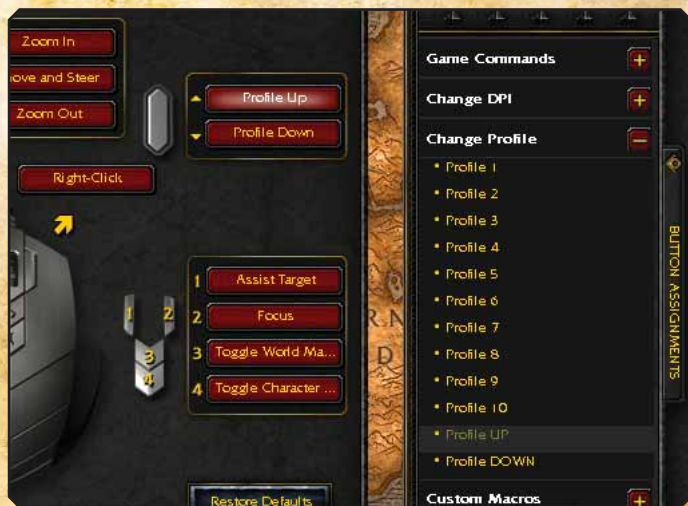 Zoom In
ove and Steer
Zoom Out
Profile Up
Profile Down
Right-Click
1 Assist Target
2 Focus
3 Toggle World Ma...
4 Toggle Character ...
1 2
3
4
Restore Defaults
Game Commands
Change DPI
Change Profile
• Profile 1
• Profile 2
• Profile 3
• Profile 4
• Profile 5
• Profile 6
• Profile 7
• Profile 8
• Profile 9
• Profile 10
• Profile UP
• Profile DOWN
Custom Macros
BUTTON ASSIGNMENTS